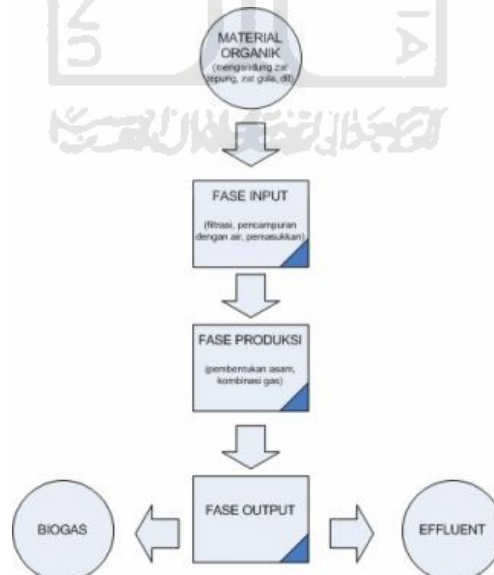 MATERIAL
ORGANIK
(mengandung zat
tepung, zat gula, dll)
FASE INPUT
(filtrasi, pencampuran
dengan air, pemasukkan)
FASE PRODUKSI
(pembentukan asam,
kombinasi gas)
FASE OUTPUT
BIOGAS
EFFLUENT